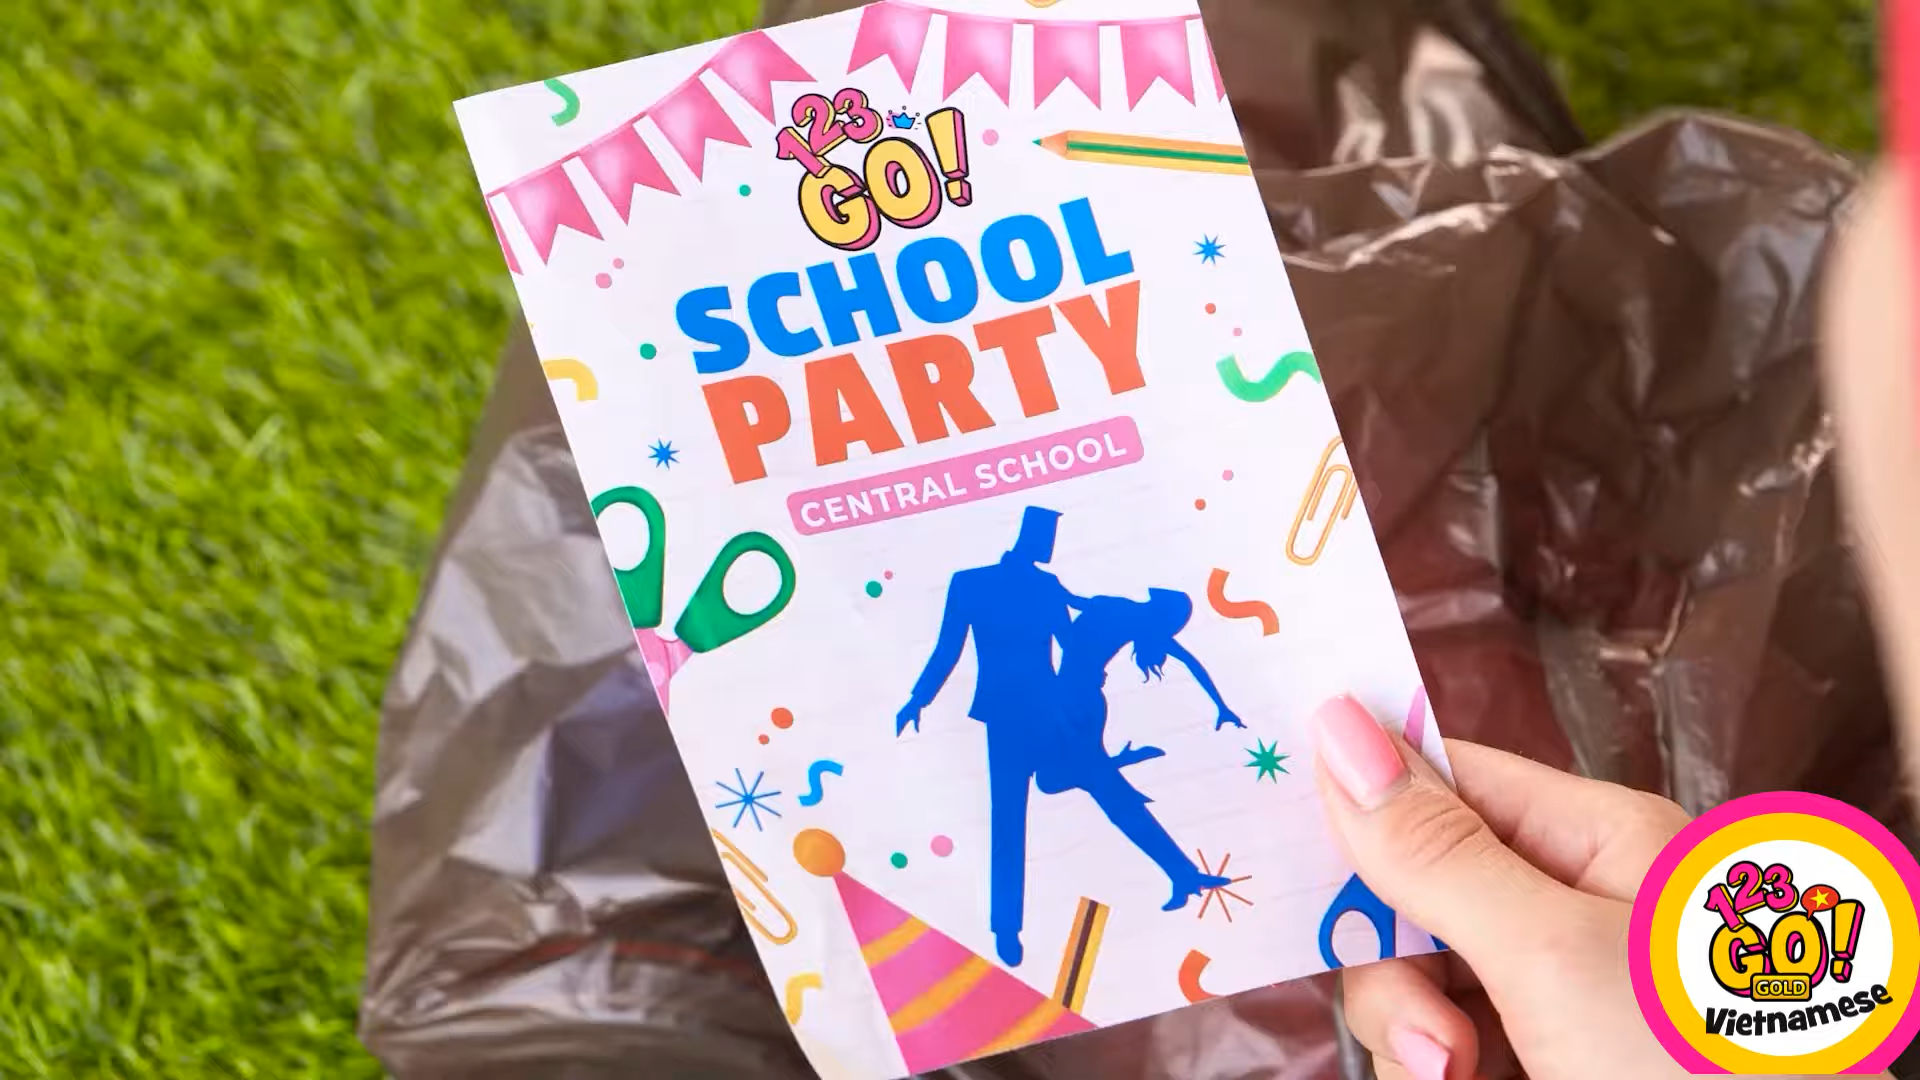 123
GO!
SCHOOL
PARTY
CENTRAL SCHOOL
123
GO!
GOLD
Vietnamese